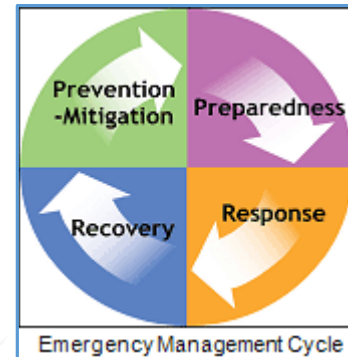 Prevention
-Mitigation
Preparedness
Recovery
Response
Emergency Management Cycle